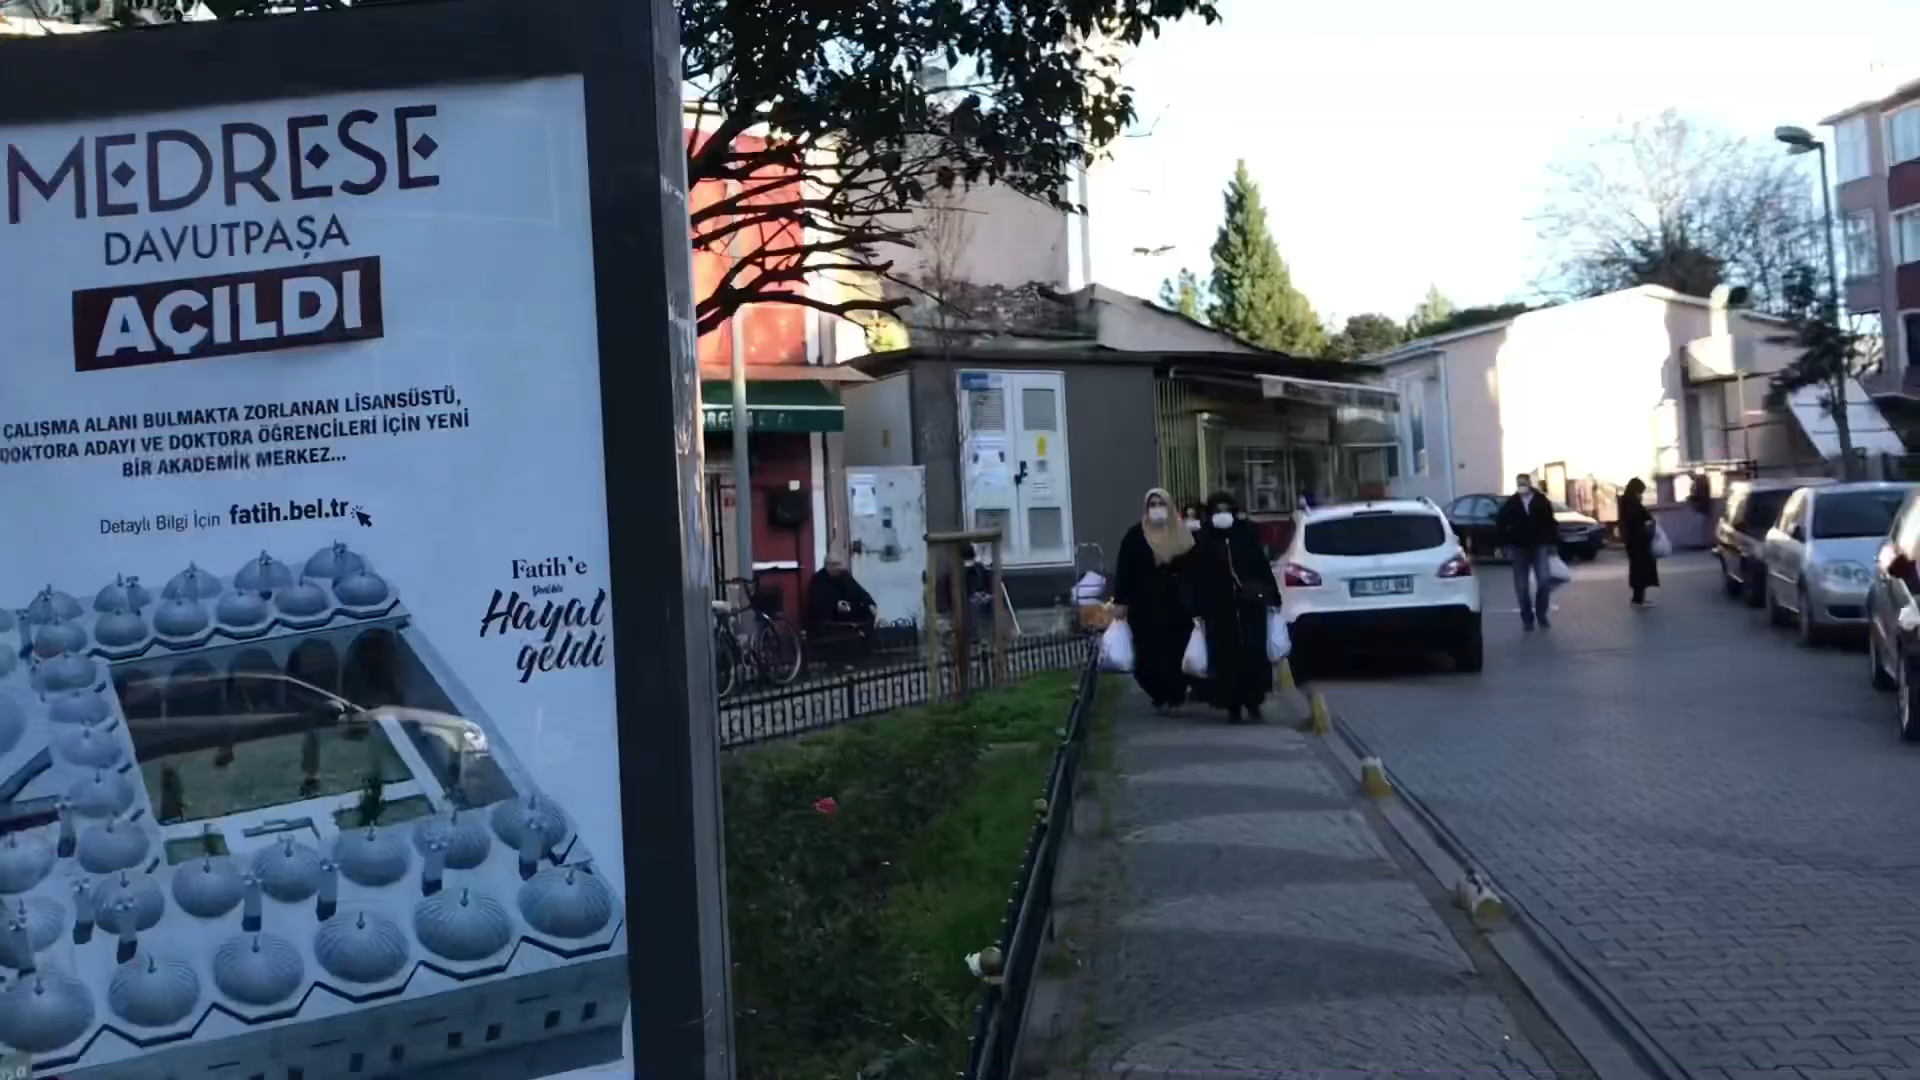 MEDRESE
DAVUTPAŞA
AÇILDI
ÇALIŞMA ALANI BULMAKTA ZORLANAN LİSANSÜSTÜ,
DOKTORA ADAYI VE DOKTORA ÖĞRENCİLERİ İÇİN YENİ
BİR AKADEMİK MERKEZ...
Detaylı Bilgi İçin fatih.bel.tr
Fatih'e
Hayal
geldi